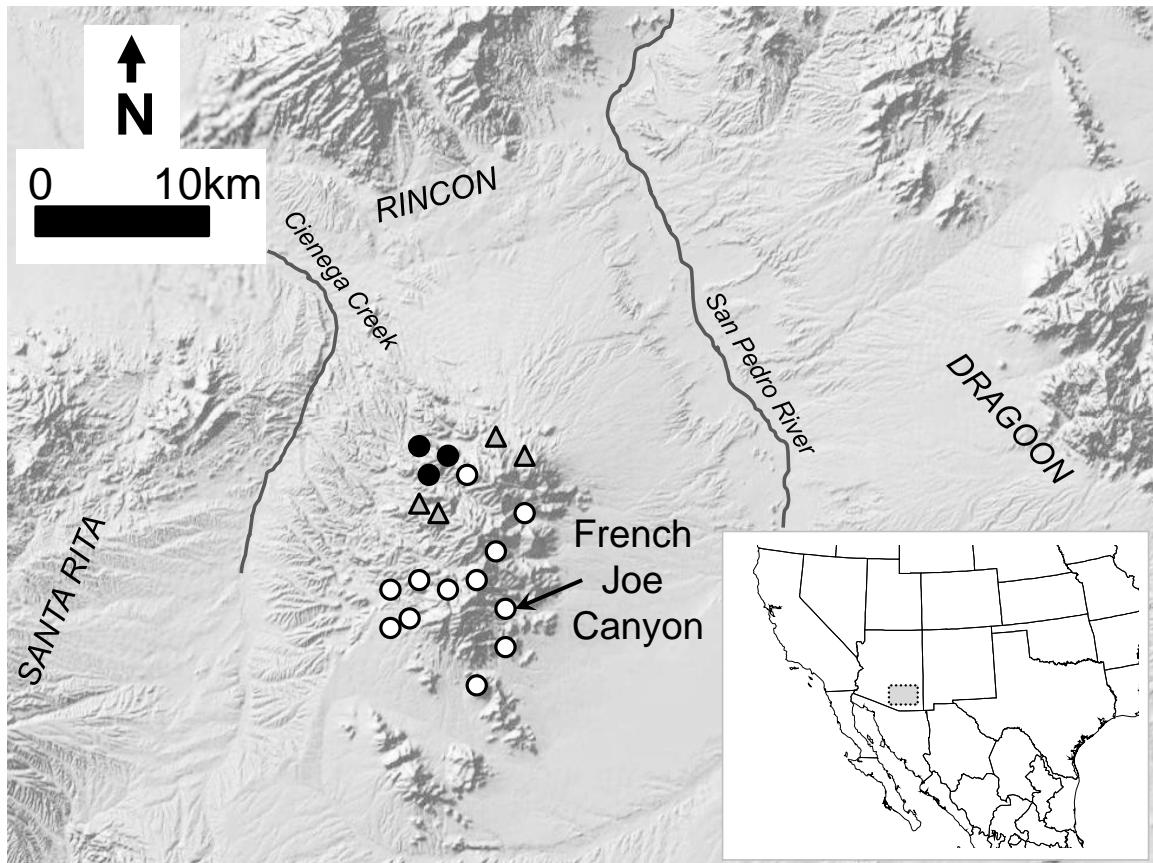 N
0 10km
RINCON
Cienega Creek
San Pedro River
DRAGOON
SANTA RITA
French
Joe
Canyon